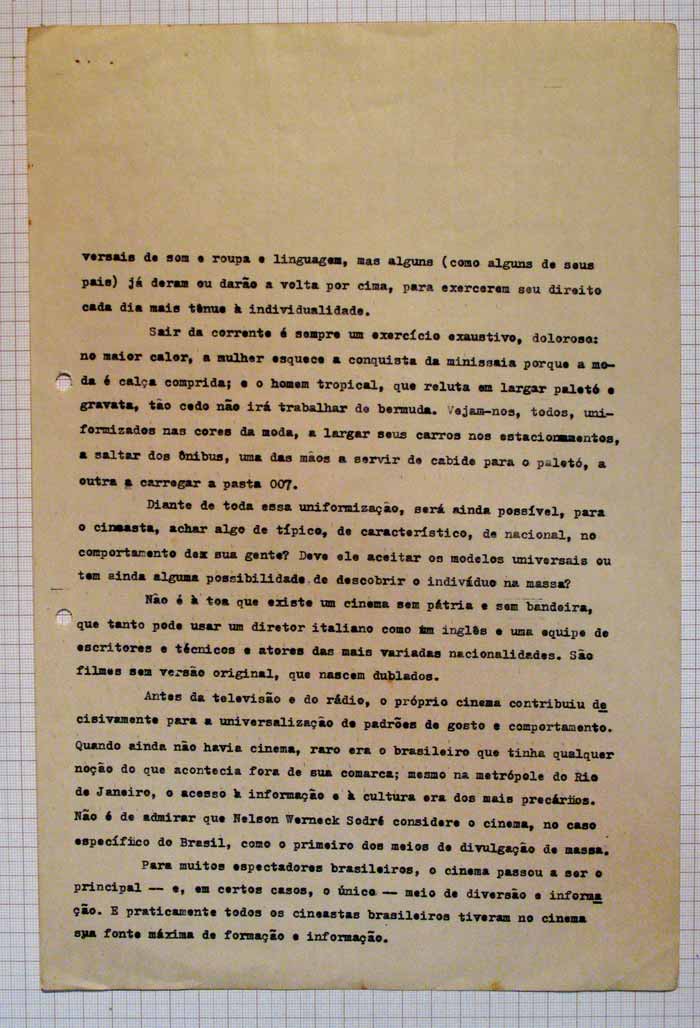 versais de som e roupa e linguagem, mas alguns (como alguns de seus
pais) já deram ou darão a volta por cima, para exercerem seu direito
cada dia mais tênue à individualidade.
Sair da corrente é sempre um exercício exaustivo, doloroso:
no maior calor, a mulher esquece a conquista da minissaia porque a mo-
da é calça comprida; e o homem tropical, que reluta em largar paletó e
gravata, tão cedo não irá trabalhar de bermuda. Vejam-nos, todos, uni-
formizados nas cores da moda, a largar seus carros nos estacionamentos,
a saltar dos ônibus, uma das mãos a servir de cabide para o paletó, a
outra a carregar a pasta 007.
Diante de toda essa uniformização, será ainda possível, para
o cineasta, achar algo de típico, de característico, de nacional, no
comportamento dex sua gente? Deve ele aceitar os modelos universais ou
tem ainda alguma possibilidade de descobrir o indivíduo na massa?
Não é à toa que existe um cinema sem pátria e sem bandeira,
que tanto pode usar um diretor italiano como um inglês e uma equipe de
escritores e técnicos e atores das mais variadas nacionalidades. São
filmes sem versão original, que nascem dublados.
Antes da televisão e do rádio, o próprio cinema contribuiu de
cisivamente para a universalização de padrões de gosto e comportamento.
Quando ainda não havia cinema, raro era o brasileiro que tinha qualquer
noção do que acontecia fora de sua comarca; mesmo na metrópole do Rio
de Janeiro, o acesso à informação e à cultura era dos mais precários.
Não é de admirar que Nelson Werneck Sodré considere o cinema, no caso
específico do Brasil, como o primeiro dos meios de divulgação de massa.
Para muitos espectadores brasileiros, o cinema passou a ser o
principal — e, em certos casos, o único — meio de diversão e informa
ção. E praticamente todos os cineastas brasileiros tiveram no cinema
sua fonte máxima de formação e informação.